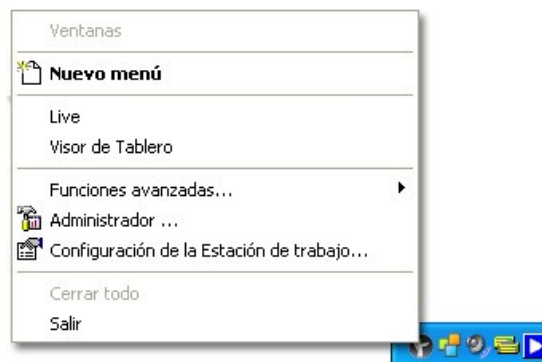 Ventanas
Nuevo menú
Live
Visor de Tablero
Funciones avanzadas...
Administrador ...
Configuración de la Estación de trabajo...
Cerrar todo
Salir